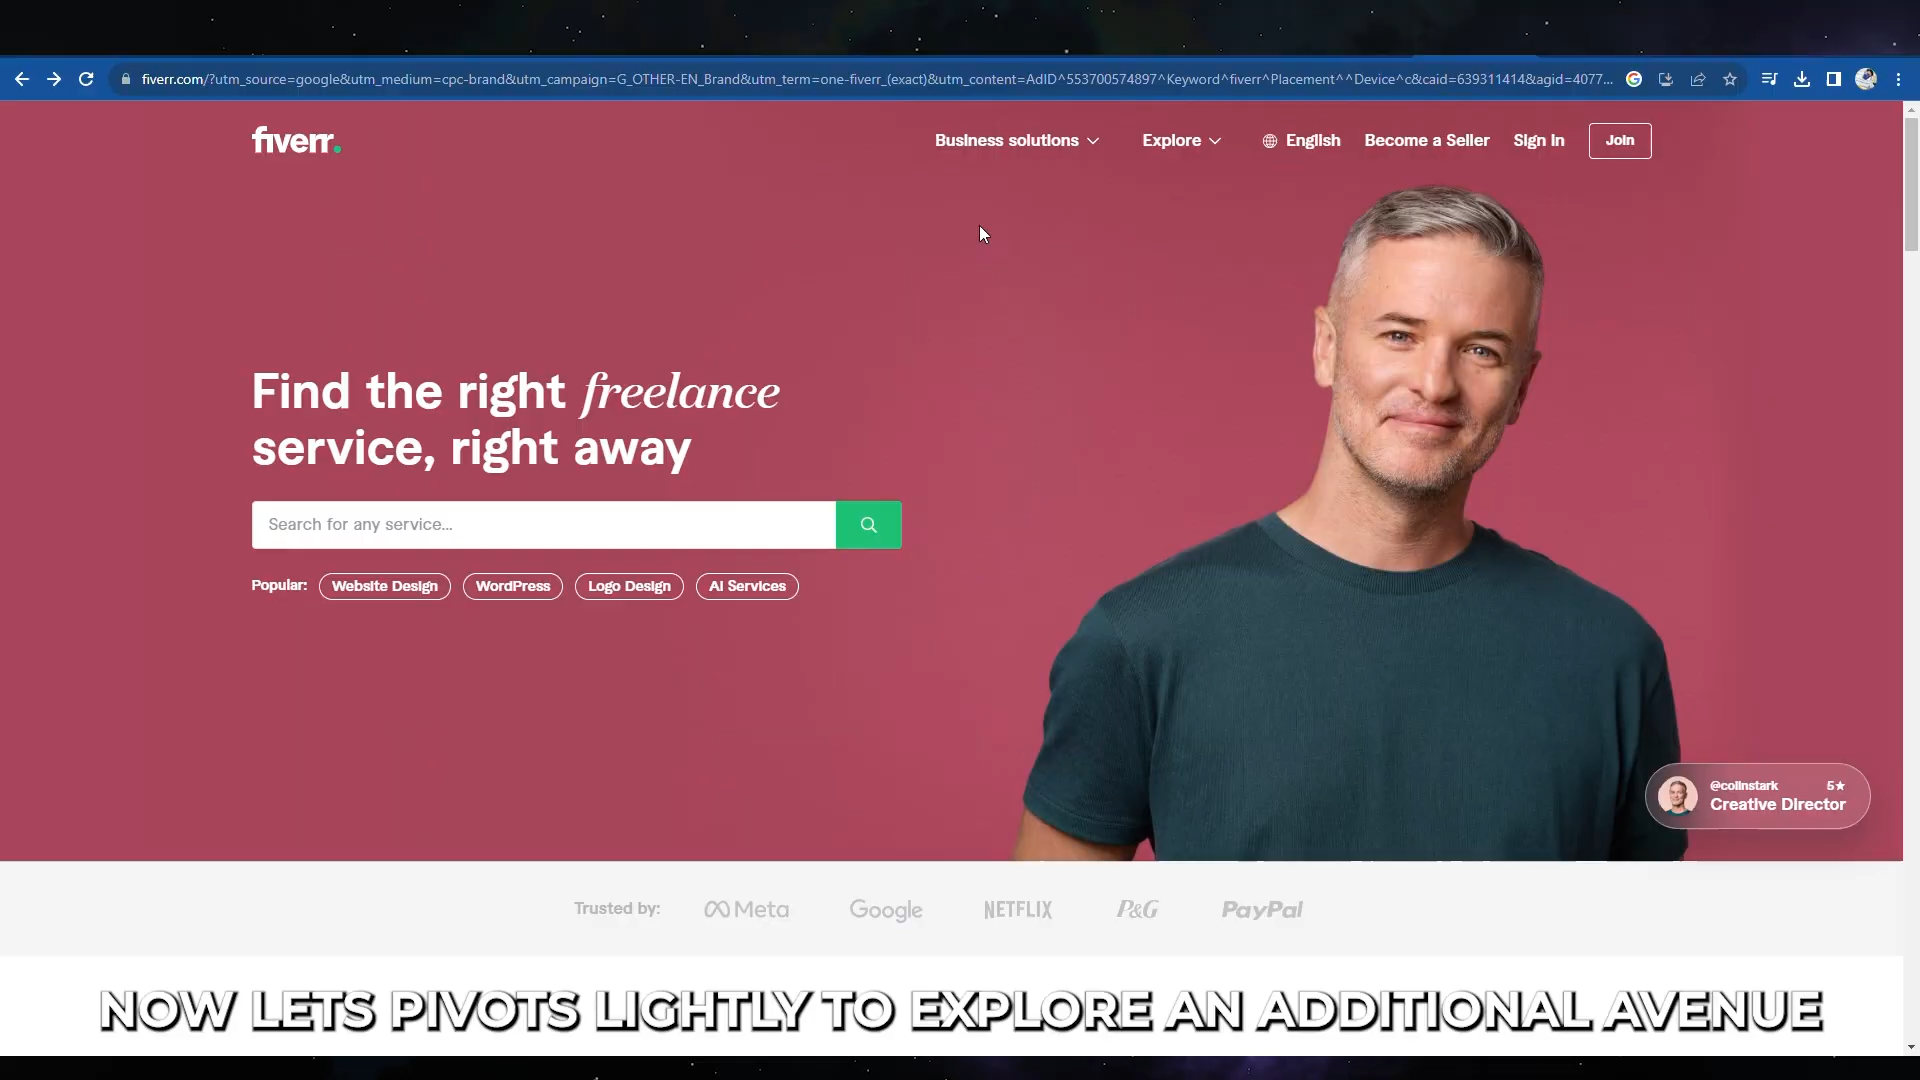 fiverr.com/?utm_source=google&utm_medium=cpc-brand&utm_campaign=G_OTHER-EN_Brand&utm_term=one-fiverr_(exact)&utm_content=AdID^553700574897^Keyword^fiverr^Placement^^Device^c&caid=639311414&agid=4077...
fiverr.
Business solutions Explore English Become a Seller Sign in Join
Find the right freelance
service, right away
Search for any service...
Popular: Website Design WordPress Logo Design AI Services
@colinstark 5★
Creative Director
Trusted by: Meta Google NETFLIX P&G PayPal
NOW LETS PIVOTS LIGHTLY TO EXPLORE AN ADDITIONAL AVENUE